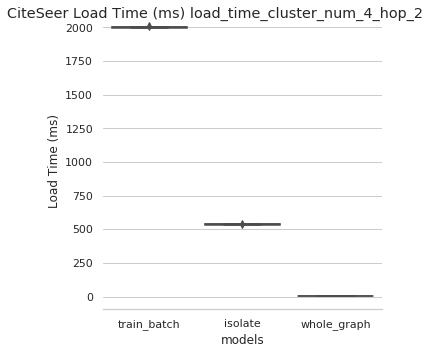 CiteSeer Load Time (ms) load_time_cluster_num_4_hop_2
2000
1750
1500
1250
1000
750
500
250
0
Load Time (ms)
train_batch
isolate
whole_graph
models